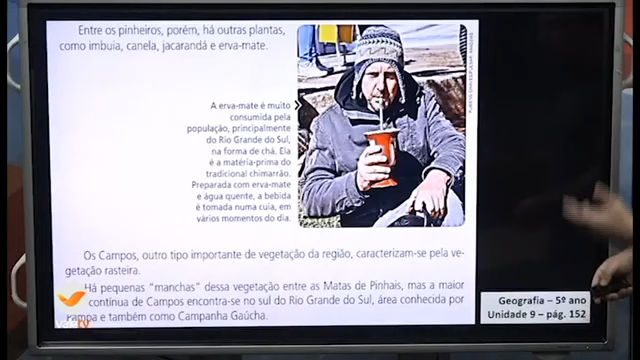 Entre os pinheiros, porém, há outras plantas,
como imbuia, canela, jacarandá e erva-mate.
A erva-mate é muito
consumida pela
população, principalmente
do Rio Grande do Sul,
na forma de chá. Ela
é a matéria-prima do
tradicional chimarrão.
Preparada com erva-mate
e água quente, a bebida
é tomada numa cuia, em
vários momentos do dia.
Os Campos, outro tipo importante de vegetação da região, caracterizam-se pela ve-
getação rasteira.
Há pequenas “manchas” dessa vegetação entre as Matas de Pinhais, mas a maior
contínua de Campos encontra-se no sul do Rio Grande do Sul, área conhecida por
Pampa e também como Campanha Gaúcha.
Geografia – 5º ano
Unidade 9 – pág. 152